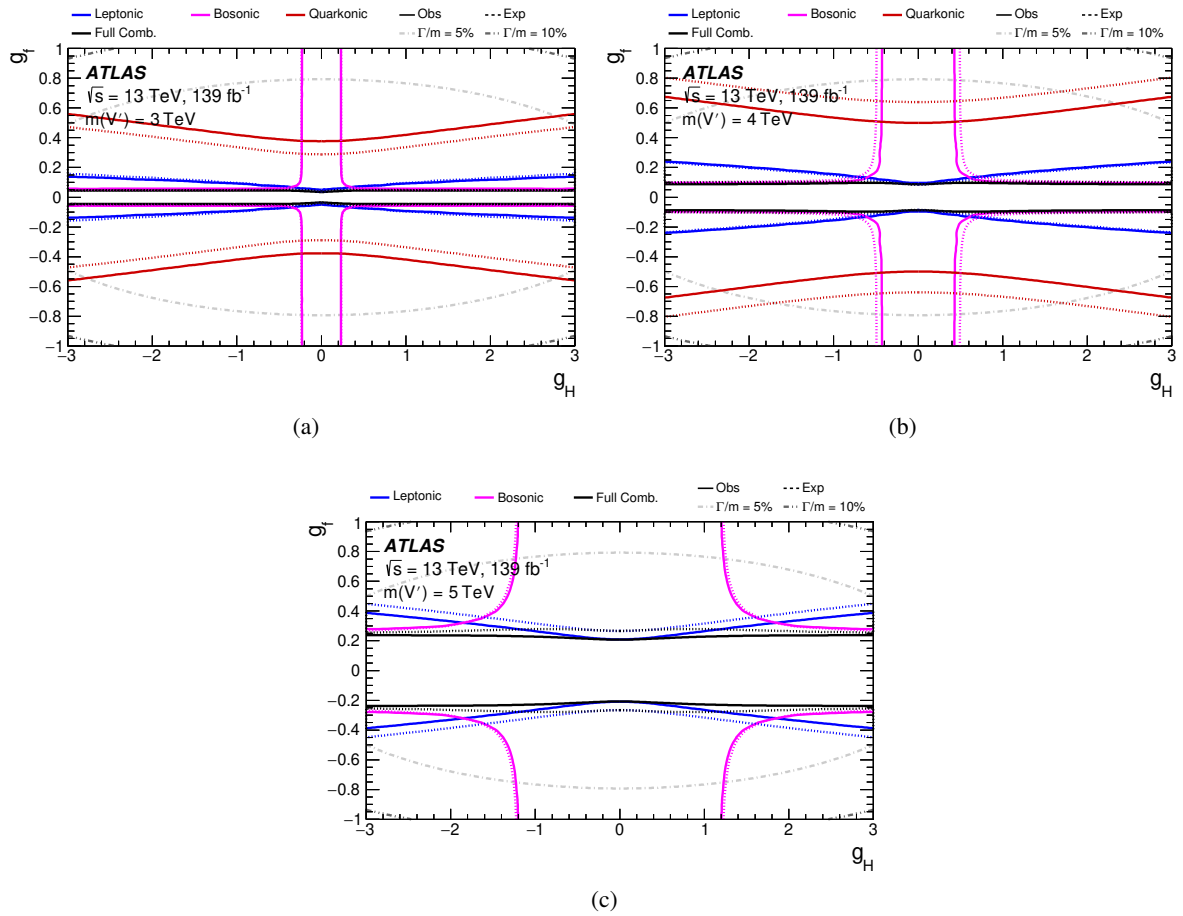 Leptonic Bosonic Quarkonic Obs Exp
Full Comb. Γ/m = 5% Γ/m = 10%
g_f
1
0.8
0.6
0.4
0.2
0
−0.2
−0.4
−0.6
−0.8
−1
ATLAS
√s = 13 TeV, 139 fb⁻¹
m(V′) = 3 TeV
−3 −2 −1 0 1 2 3
g_H
(a)
Leptonic Bosonic Quarkonic Obs Exp
Full Comb. Γ/m = 5% Γ/m = 10%
g_f
1
0.8
0.6
0.4
0.2
0
−0.2
−0.4
−0.6
−0.8
−1
ATLAS
√s = 13 TeV, 139 fb⁻¹
m(V′) = 4 TeV
−3 −2 −1 0 1 2 3
g_H
(b)
Leptonic Bosonic Full Comb. Obs Exp
Γ/m = 5% Γ/m = 10%
g_f
1
0.8
0.6
0.4
0.2
0
−0.2
−0.4
−0.6
−0.8
−1
ATLAS
√s = 13 TeV, 139 fb⁻¹
m(V′) = 5 TeV
−3 −2 −1 0 1 2 3
g_H
(c)